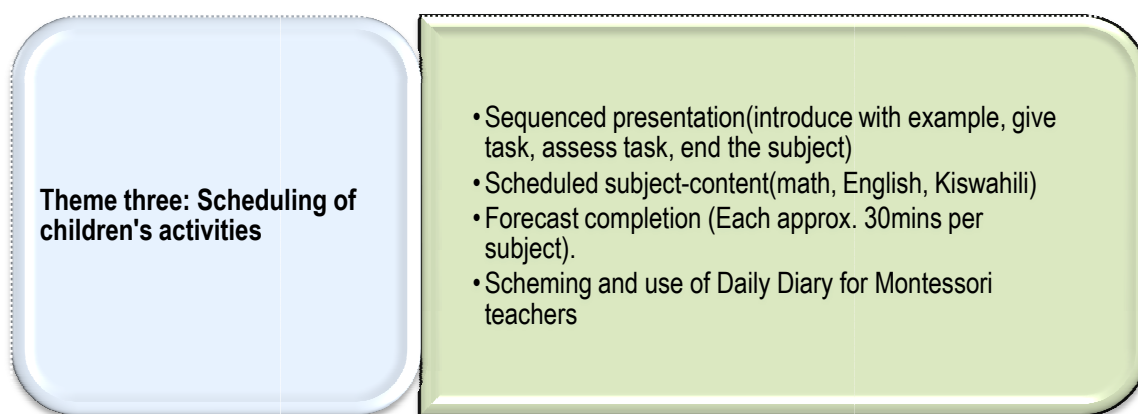 Theme three: Scheduling of
children's activities
•Sequenced presentation(introduce with example, give
task, assess task, end the subject)
•Scheduled subject-content(math, English, Kiswahili)
•Forecast completion (Each approx. 30mins per
subject).
•Scheming and use of Daily Diary for Montessori
teachers